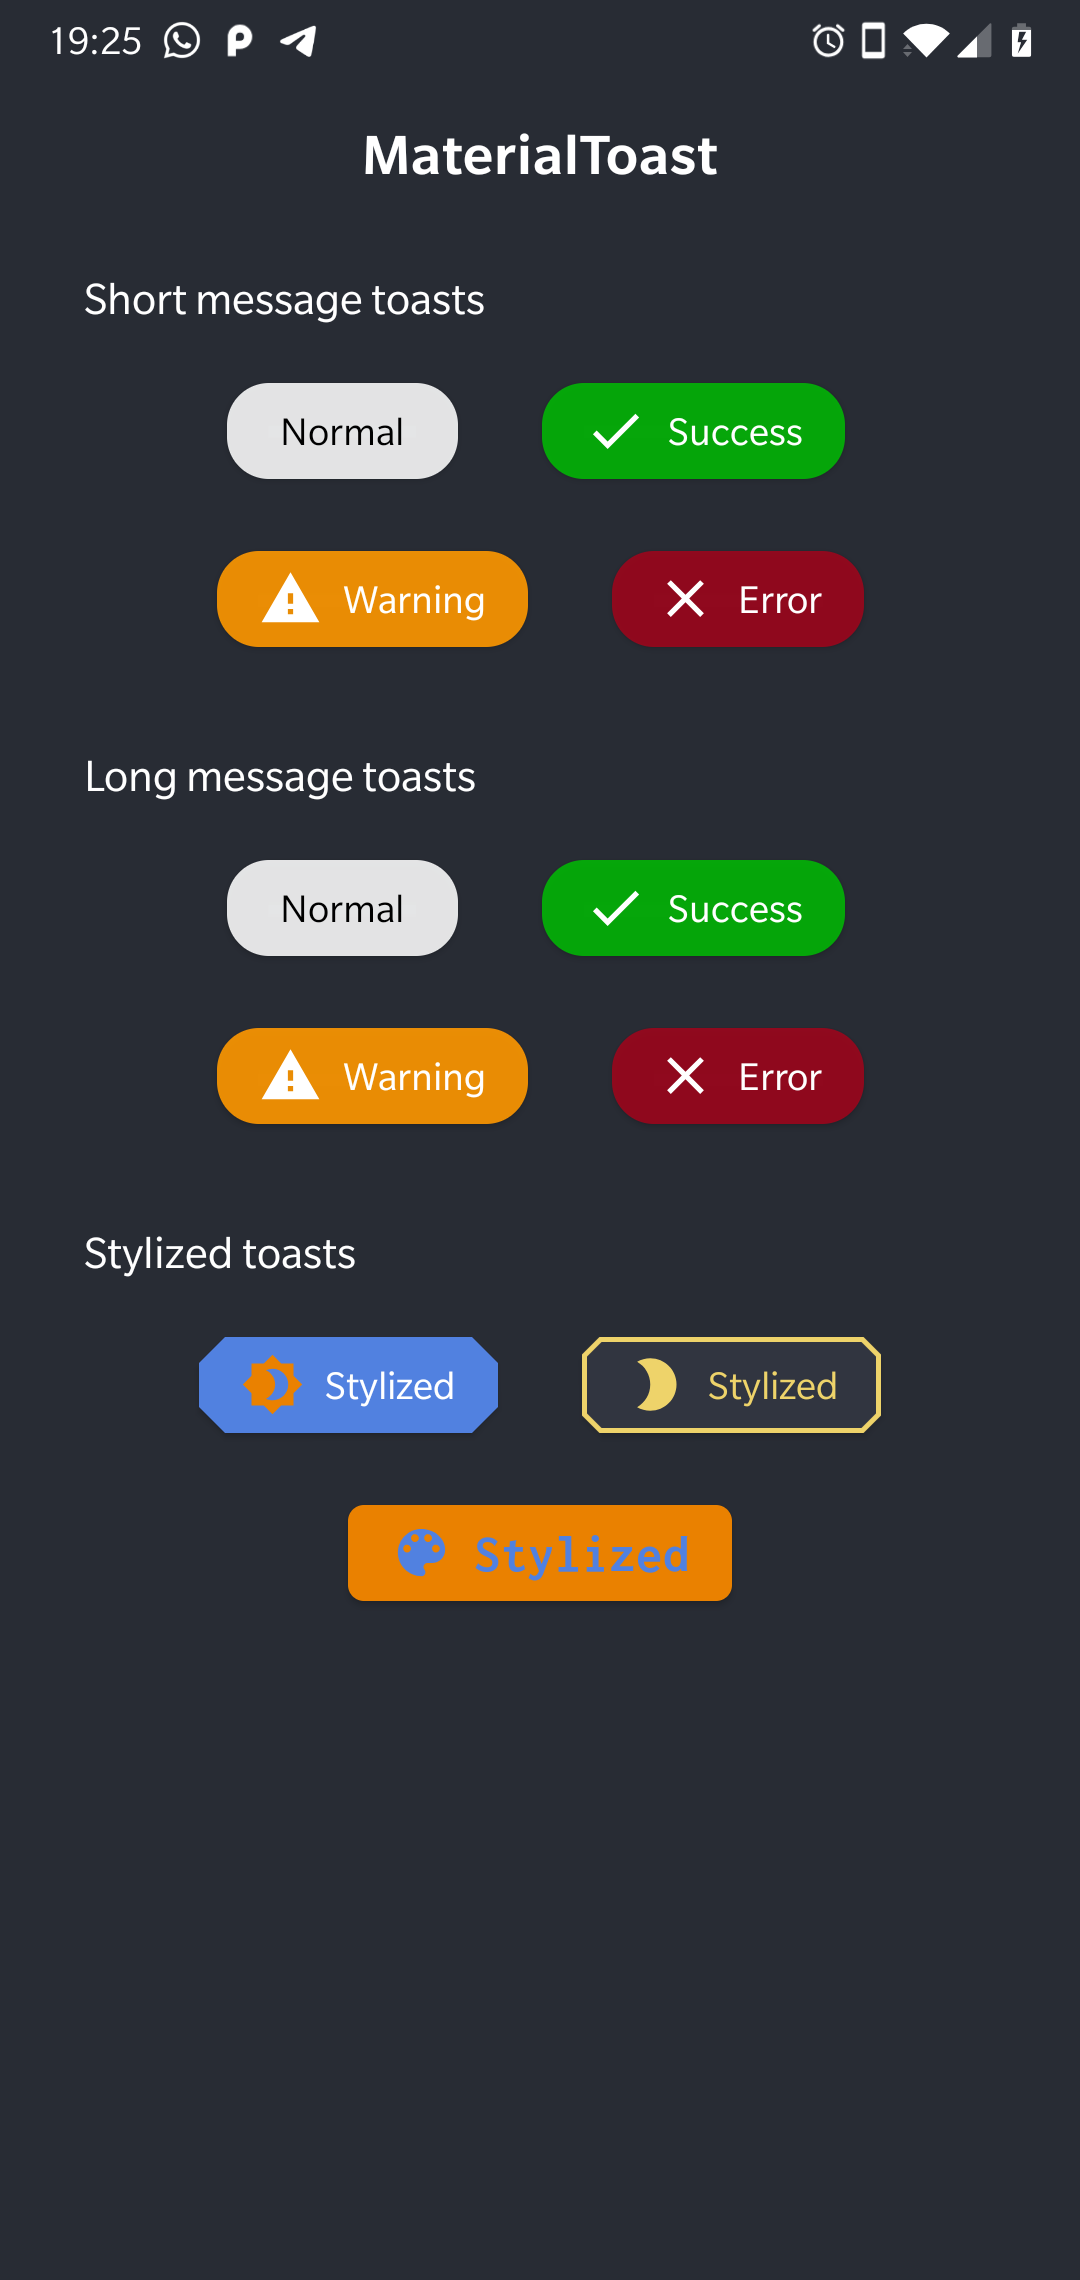 19:25
MaterialToast
Short message toasts
Normal Success
Warning Error
Long message toasts
Normal Success
Warning Error
Stylized toasts
Stylized Stylized
Stylized